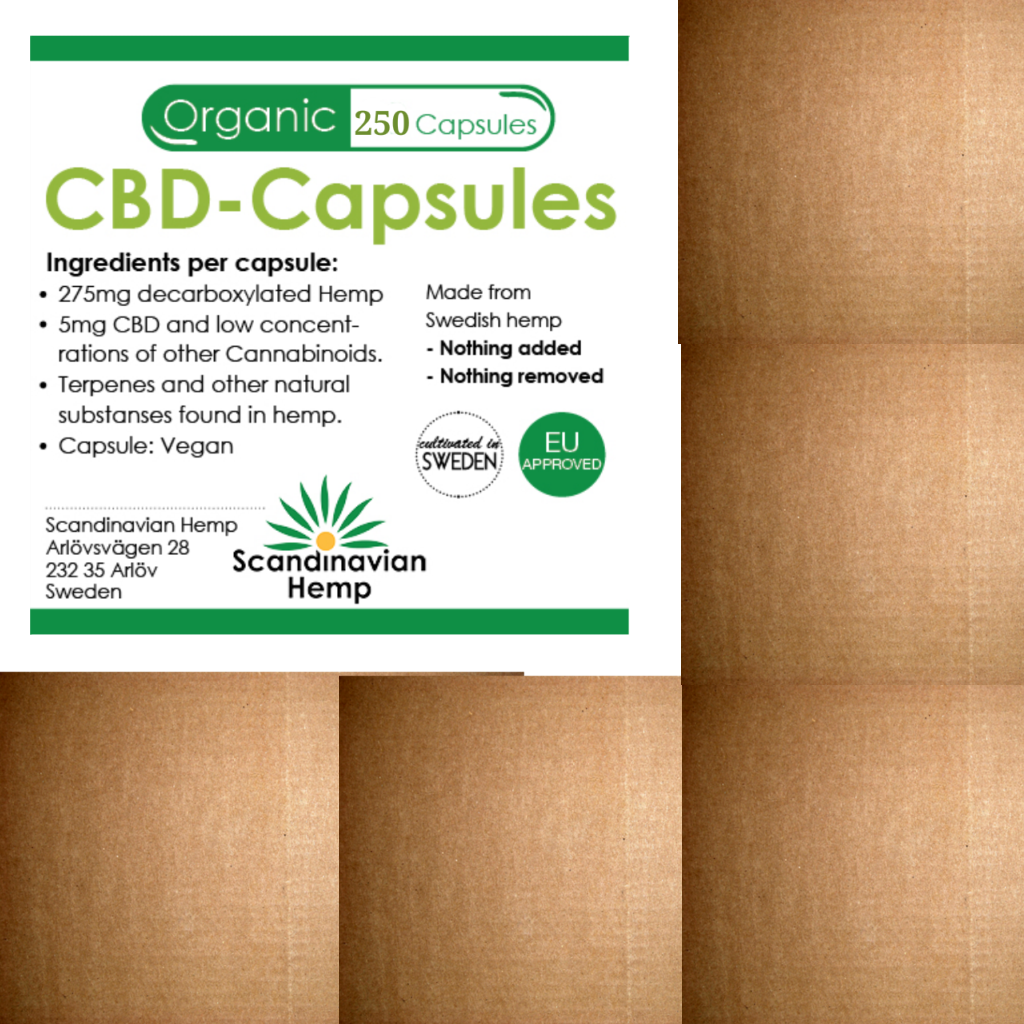 Organic 250 Capsules
CBD-Capsules
Ingredients per capsule:
• 275mg decarboxylated Hemp
• 5mg CBD and low concent-
rations of other Cannabinoids.
• Terpenes and other natural
substanses found in hemp.
• Capsule: Vegan
Made from
Swedish hemp
- Nothing added
- Nothing removed
cultivated in
SWEDEN
EU
APPROVED
Scandinavian Hemp
Arlövsvägen 28
232 35 Arlöv
Sweden
Scandinavian
Hemp